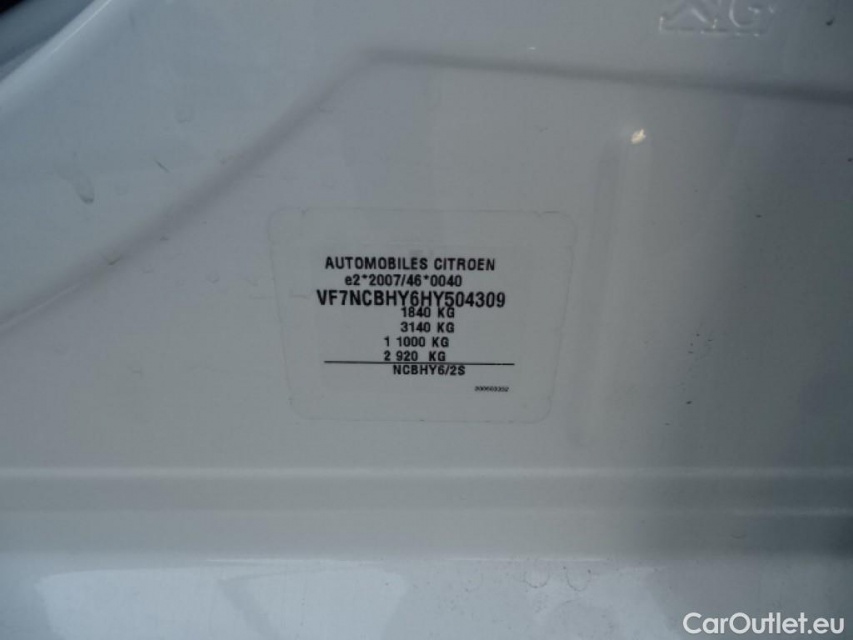 AUTOMOBILES CITROEN
e2*2007/46*0040
VF7NCBHY6HY504309
1840 KG
3140 KG
1 1000 KG
2 920 KG
NCBHY6/2S
CarOutlet.eu